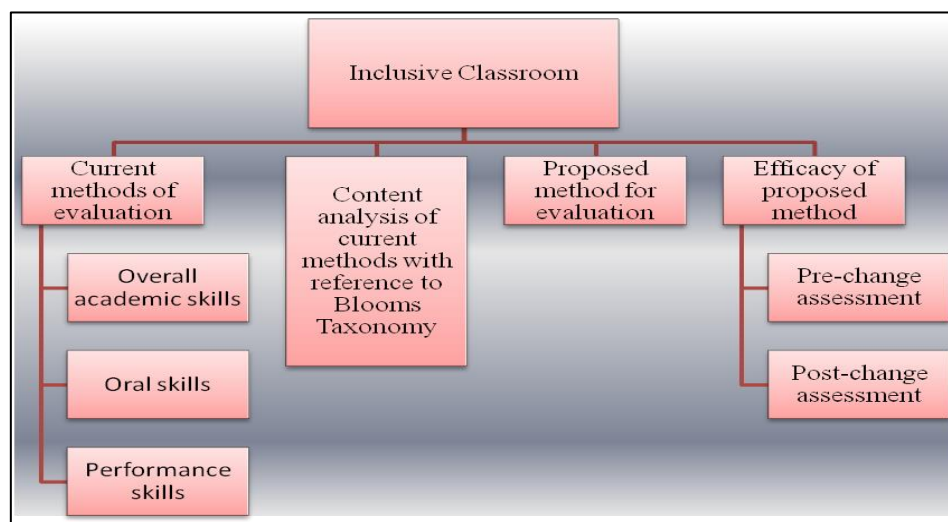 Inclusive Classroom
Current
methods of
evaluation
Overall
academic skills
Oral skills
Performance
skills
Content
analysis of
current
methods with
reference to
Blooms
Taxonomy
Proposed
method for
evaluation
Efficacy of
proposed
method
Pre-change
assessment
Post-change
assessment